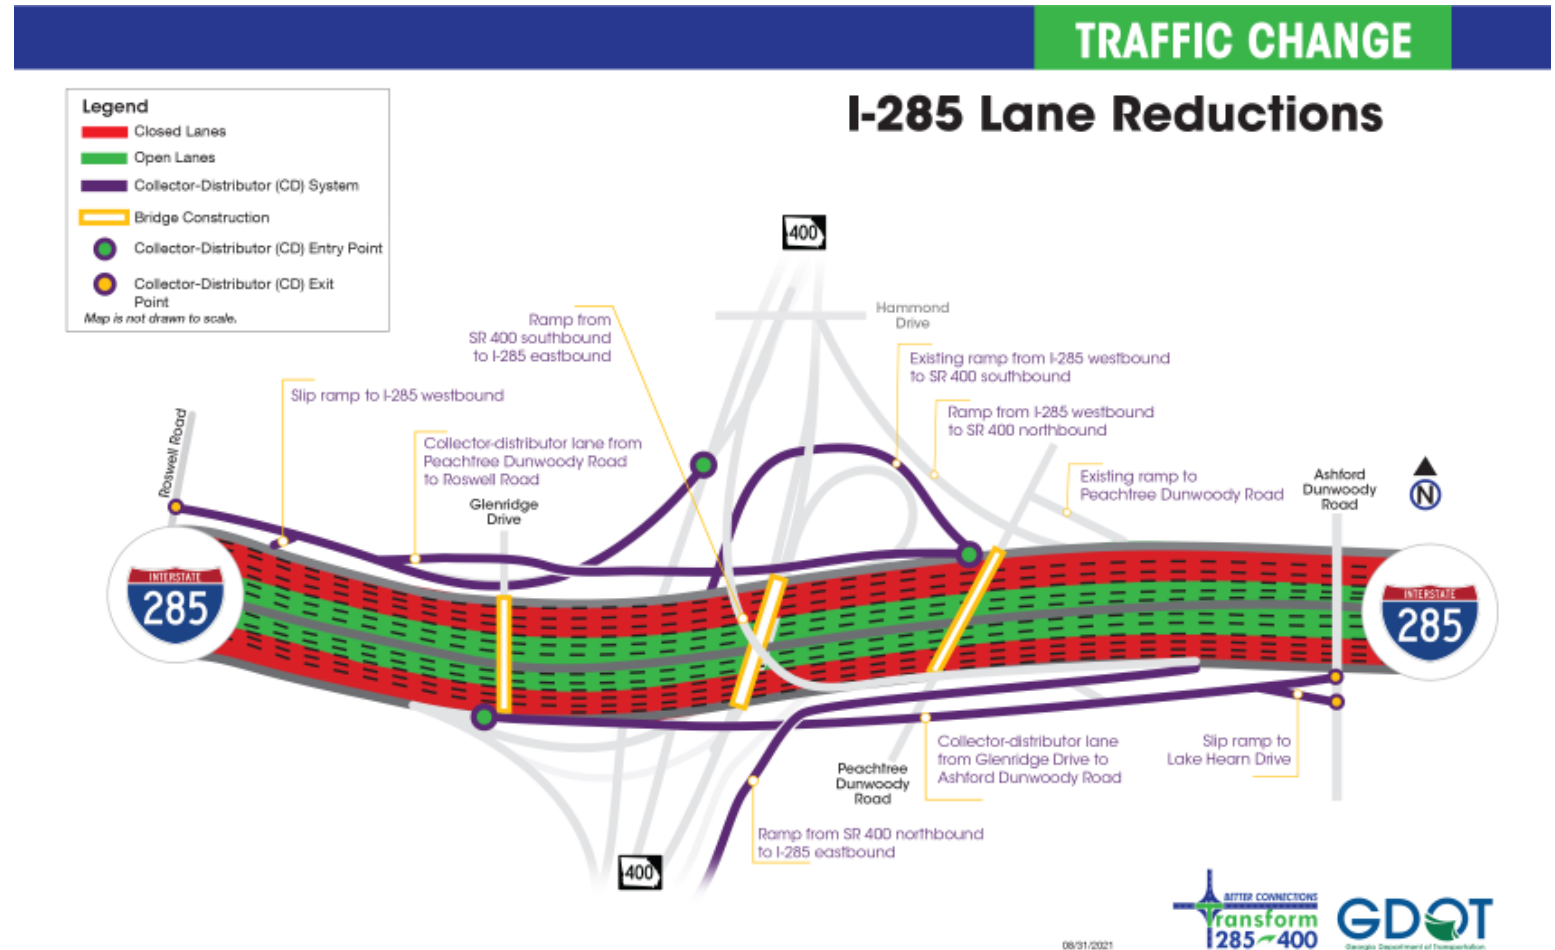 TRAFFIC CHANGE
I-285 Lane Reductions
Legend
Closed Lanes
Open Lanes
Collector-Distributor (CD) System
Bridge Construction
Collector-Distributor (CD) Entry Point
Collector-Distributor (CD) Exit
Point
Map is not drawn to scale.
400
Hammond
Drive
Ramp from
SR 400 southbound
to I-285 eastbound
Existing ramp from I-285 westbound
to SR 400 southbound
Slip ramp to I-285 westbound
Ramp from I-285 westbound
to SR 400 northbound
Roswell Road
Collector-distributor lane from
Peachtree Dunwoody Road
to Roswell Road
Existing ramp to
Peachtree Dunwoody Road
Ashford
Dunwoody
Road
N
Glenridge
Drive
INTERSTATE
285
INTERSTATE
285
Collector-distributor lane
from Glenridge Drive to
Ashford Dunwoody Road
Slip ramp to
Lake Hearn Drive
Peachtree
Dunwoody
Road
Ramp from SR 400 northbound
to I-285 eastbound
400
BETTER CONNECTIONS
Transform
285 400
GDOT
Georgia Department of Transportation
08/31/2021